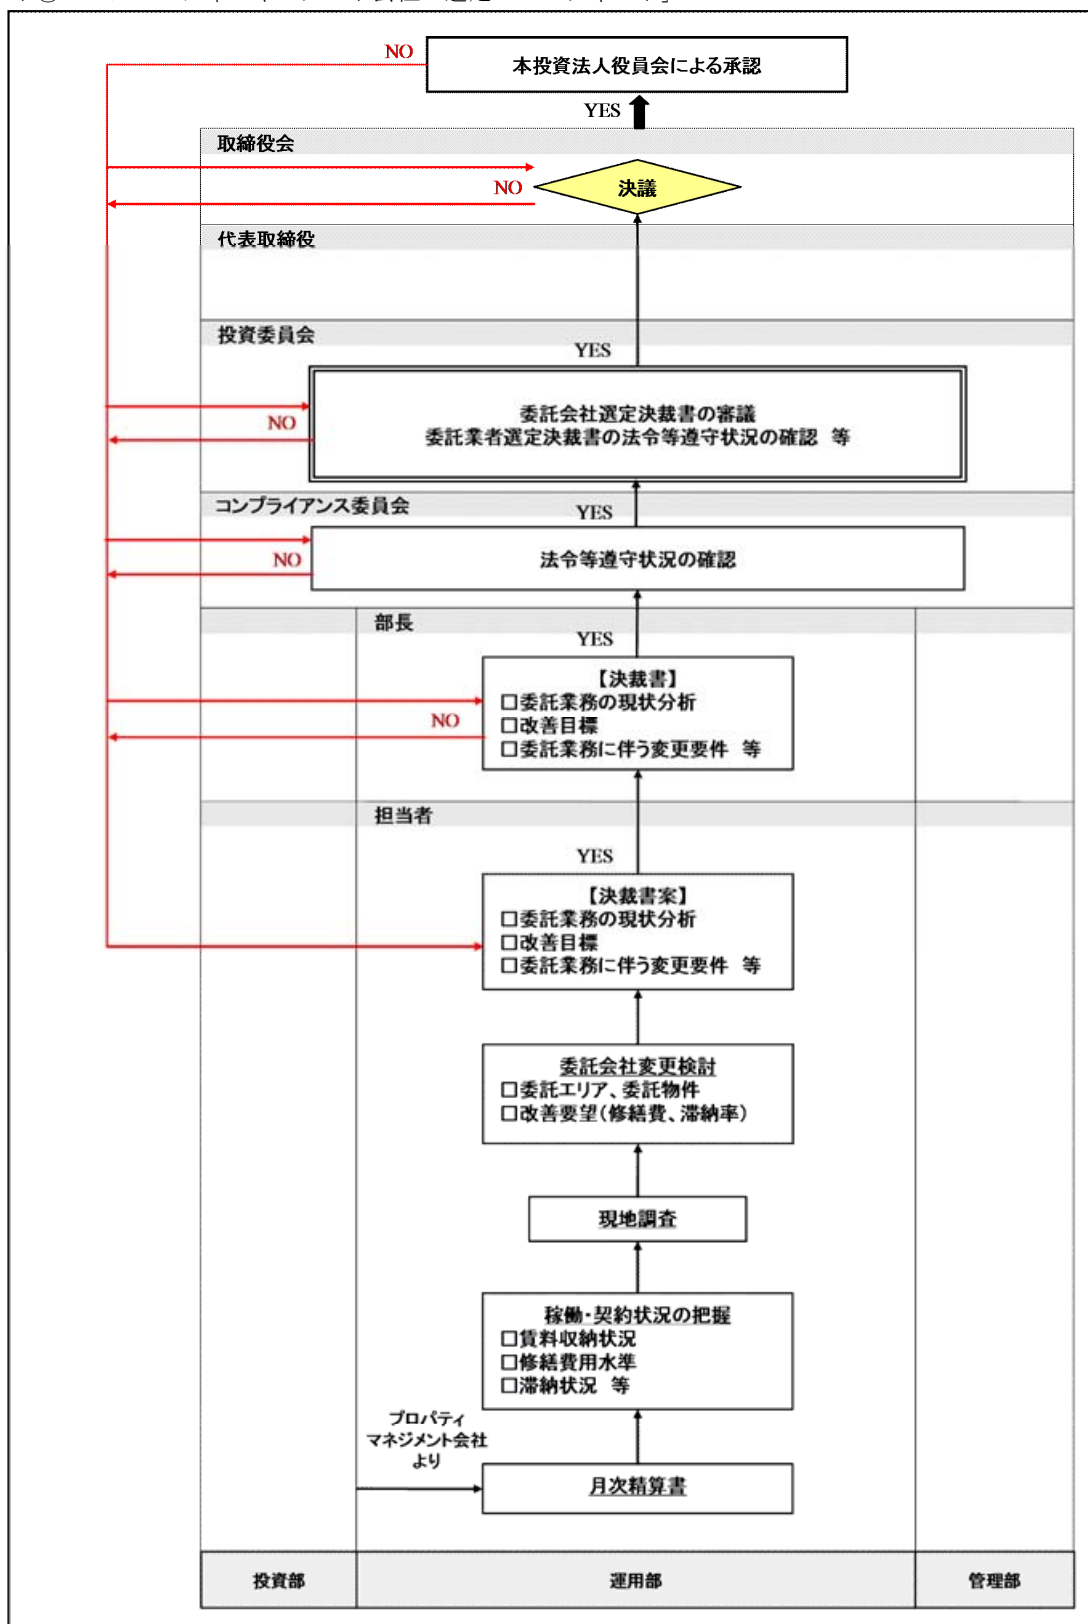 NO
本投資法人役員会による承認
YES
取締役会
NO
決議
代表取締役
投資委員会
YES
委託会社選定決裁書の審議
NO
委託業者選定決裁書の法令等遵守状況の確認 等
コンプライアンス委員会
YES
NO
法令等遵守状況の確認
部長
YES
【決裁書】
□委託業務の現状分析
NO
□改善目標
□委託業務に伴う変更要件 等
担当者
YES
【決裁書案】
□委託業務の現状分析
□改善目標
□委託業務に伴う変更要件 等
委託会社変更検討
□委託エリア、委託物件
□改善要望(修繕費、滞納率)
現地調査
稼働・契約状況の把握
□賃料収納状況
□修繕費用水準
□滞納状況 等
プロパティ
マネジメント会社
より
月次精算書
投資部
運用部
管理部